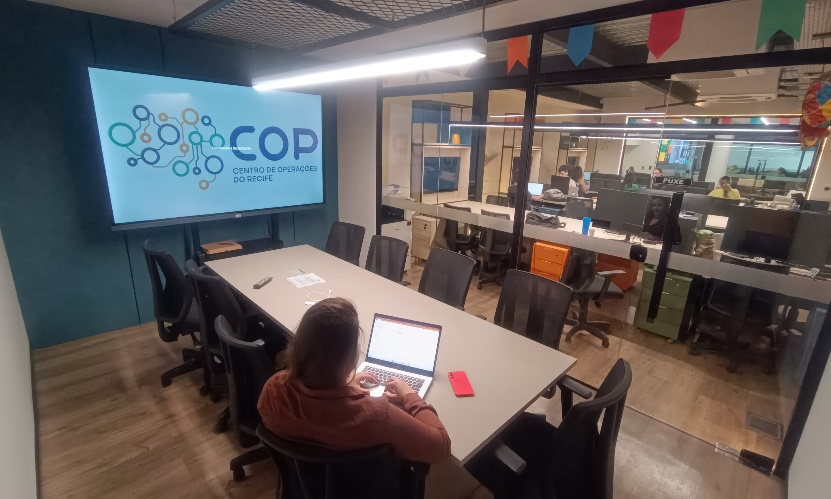 COP
CENTRO DE OPERAÇÕES
DO RECIFE
PUXE